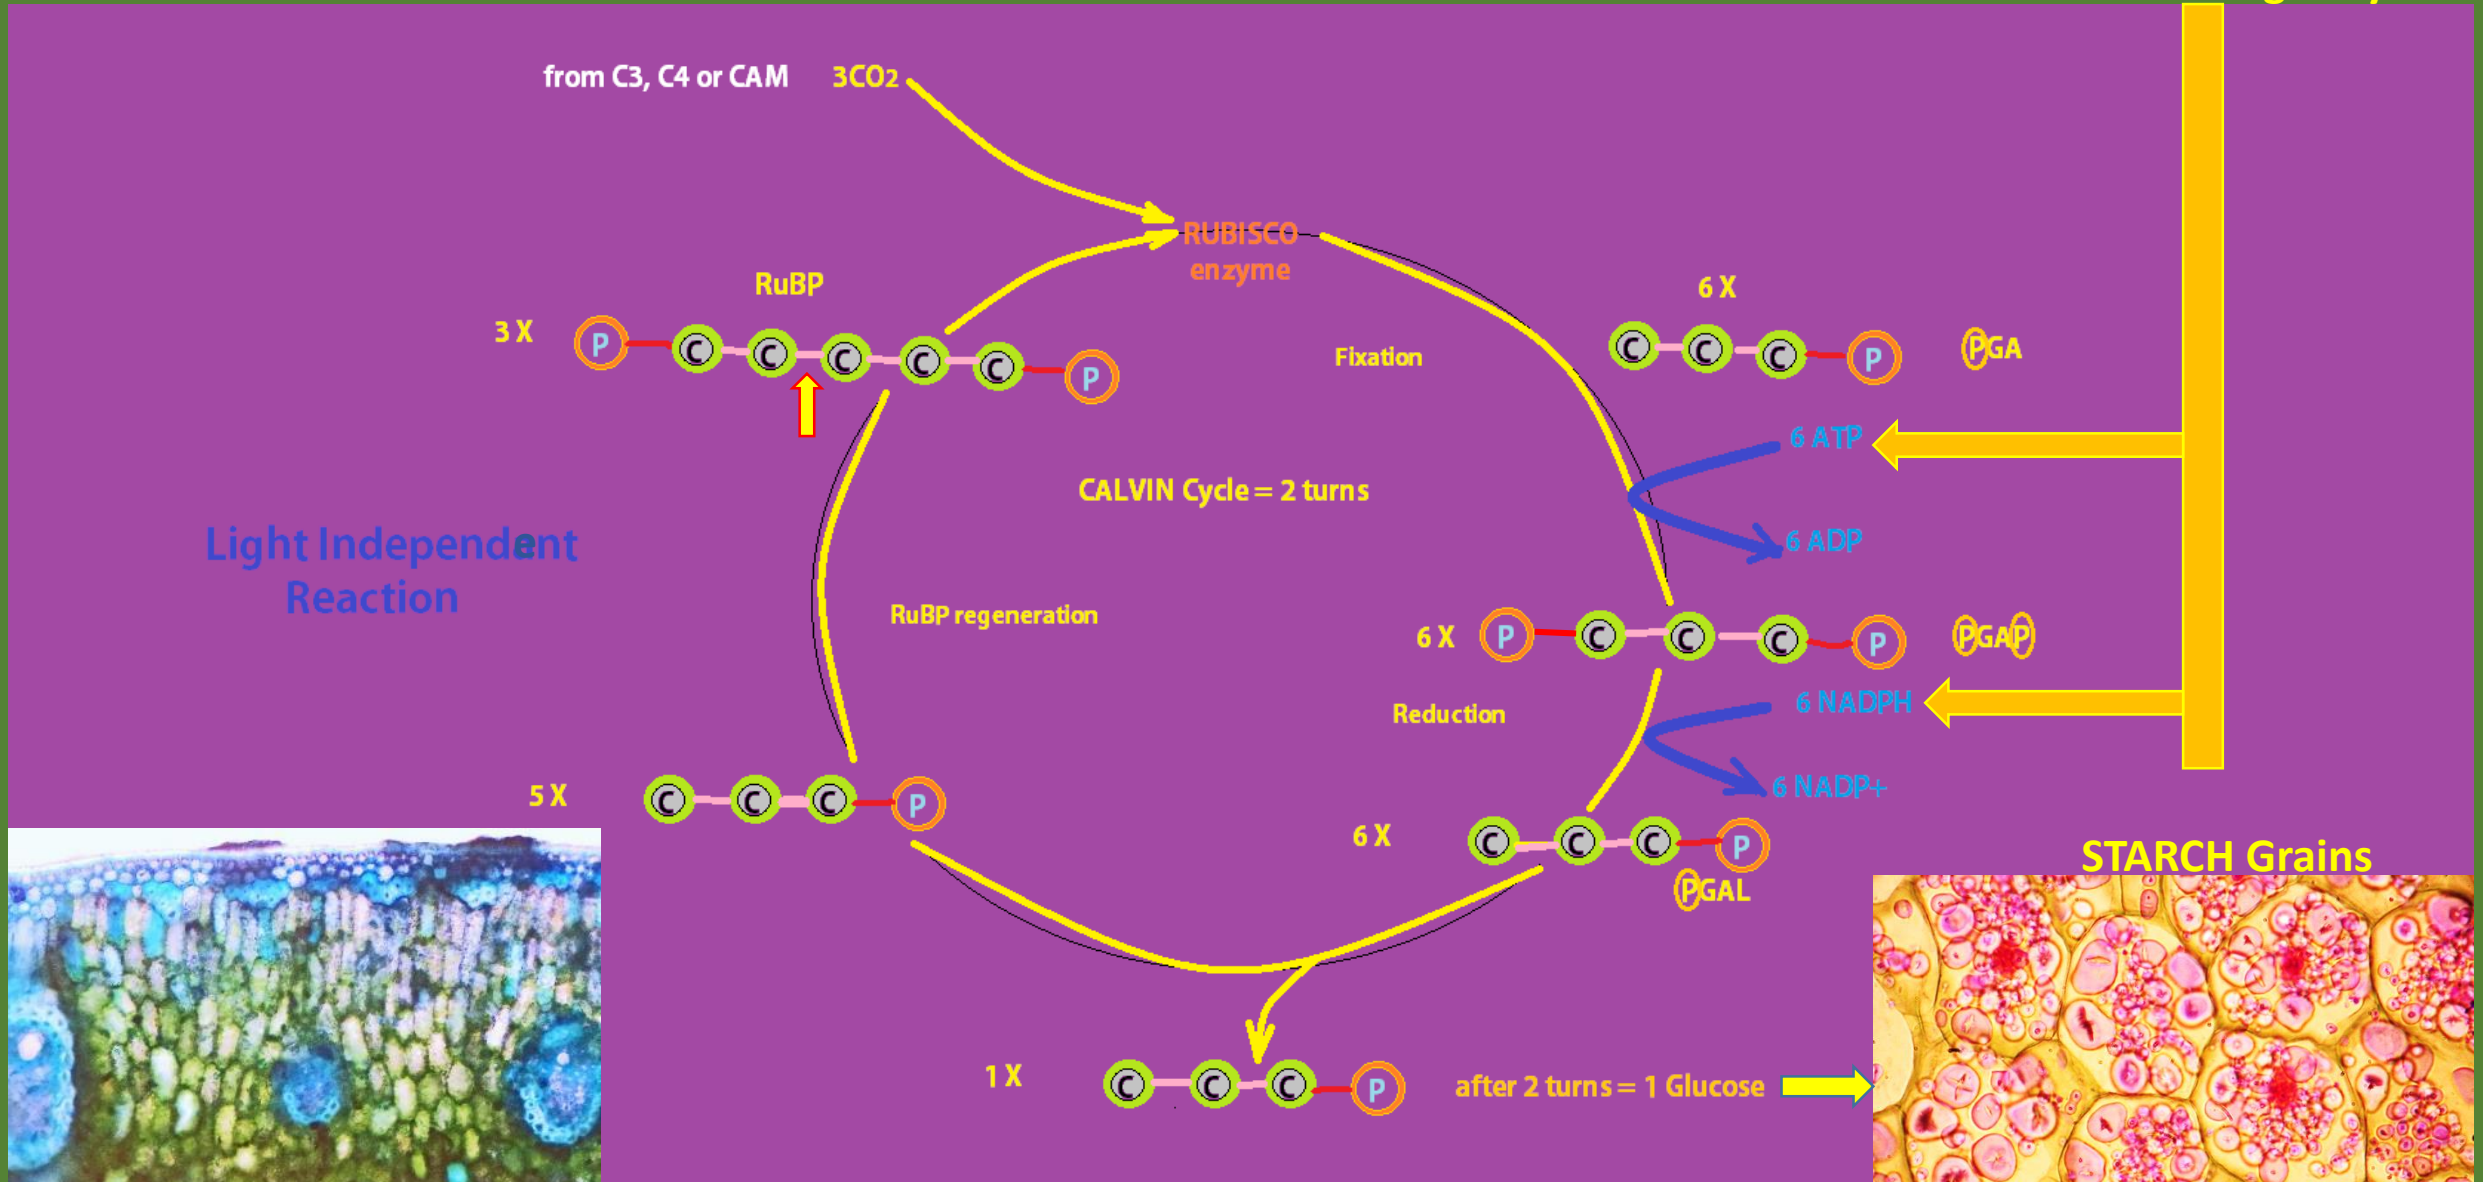 from C3, C4 or CAM 3CO2
RUBISCO
enzyme
RuBP
3 X P C C C C C P
6 X
C C C P PGA
Fixation
6 ATP
CALVIN Cycle = 2 turns
6 ADP
Light Independent
Reaction
RuBP regeneration
6 X P C C C P PGAP
6 NADPH
Reduction
6 NADP+
5 X C C C P
6 X C C C P
PGAL
STARCH Grains
1 X C C C P after 2 turns = 1 Glucose